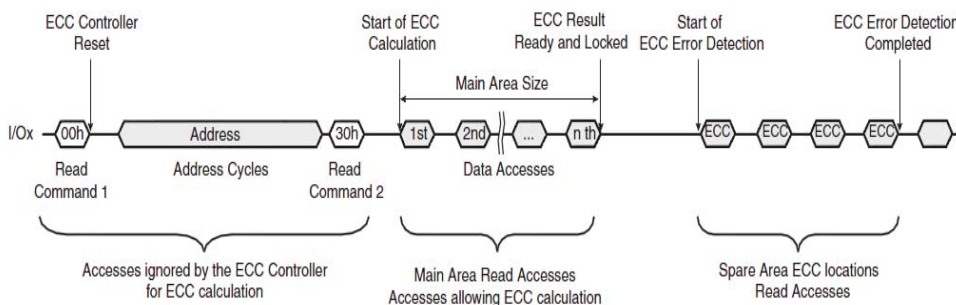 ECC Controller
Reset
Start of ECC
Calculation
ECC Result
Ready and Locked
Start of
ECC Error Detection
ECC Error Detection
Completed
Main Area Size
I/Ox
00h
Address
30h
1st
2nd
...
n th
ECC
ECC
ECC
ECC
Read
Command 1
Address Cycles
Read
Command 2
Data Accesses
Accesses ignored by the ECC Controller
for ECC calculation
Main Area Read Accesses
Accesses allowing ECC calculation
Spare Area ECC locations
Read Accesses